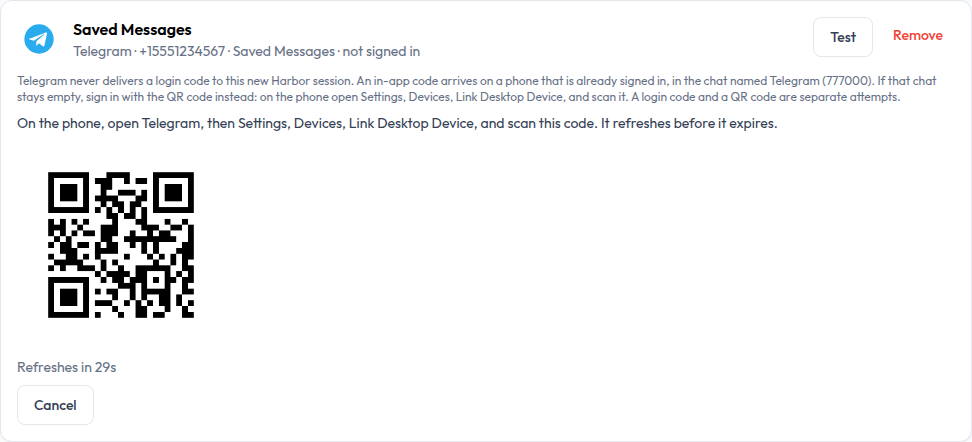 Saved Messages
Telegram · +15551234567 · Saved Messages · not signed in
Test
Remove
Telegram never delivers a login code to this new Harbor session. An in-app code arrives on a phone that is already signed in, in the chat named Telegram (777000). If that chat
stays empty, sign in with the QR code instead: on the phone open Settings, Devices, Link Desktop Device, and scan it. A login code and a QR code are separate attempts.
On the phone, open Telegram, then Settings, Devices, Link Desktop Device, and scan this code. It refreshes before it expires.
Refreshes in 29s
Cancel